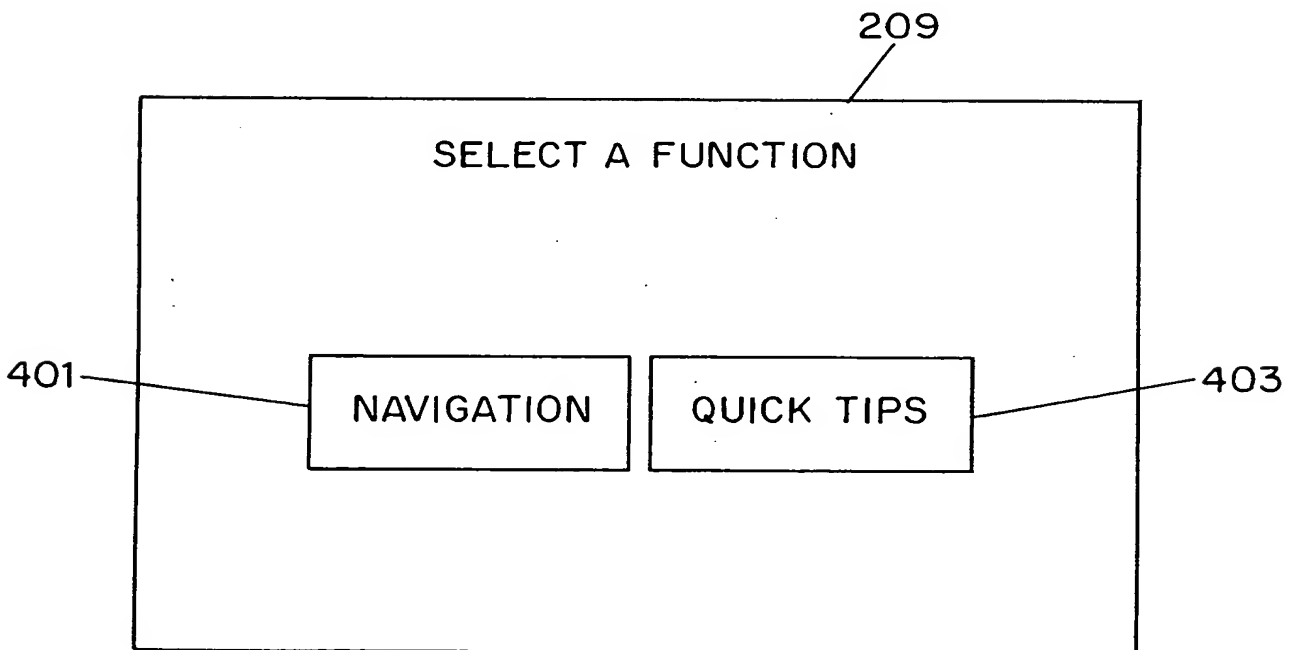 209
SELECT A FUNCTION
401
NAVIGATION
QUICK TIPS
403